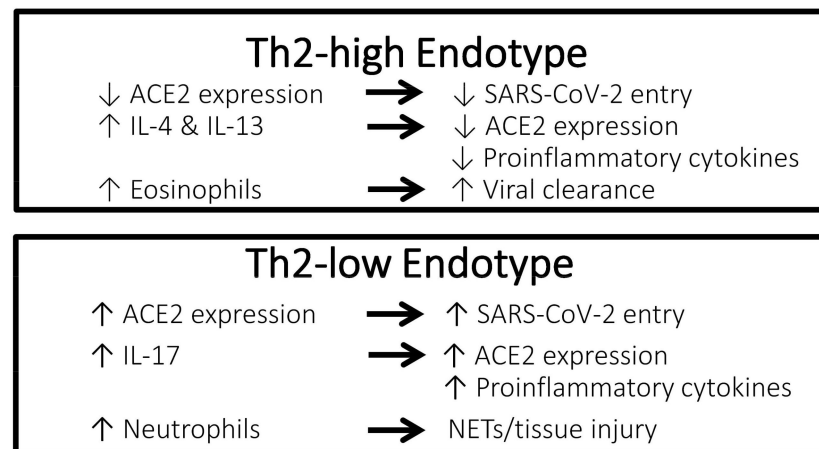 Th2-high Endotype
↓ ACE2 expression → ↓ SARS-CoV-2 entry
↑ IL-4 & IL-13 → ↓ ACE2 expression
↓ Proinflammatory cytokines
↑ Eosinophils → ↑ Viral clearance
Th2-low Endotype
↑ ACE2 expression → ↑ SARS-CoV-2 entry
↑ IL-17 → ↑ ACE2 expression
↑ Proinflammatory cytokines
↑ Neutrophils → NETs/tissue injury